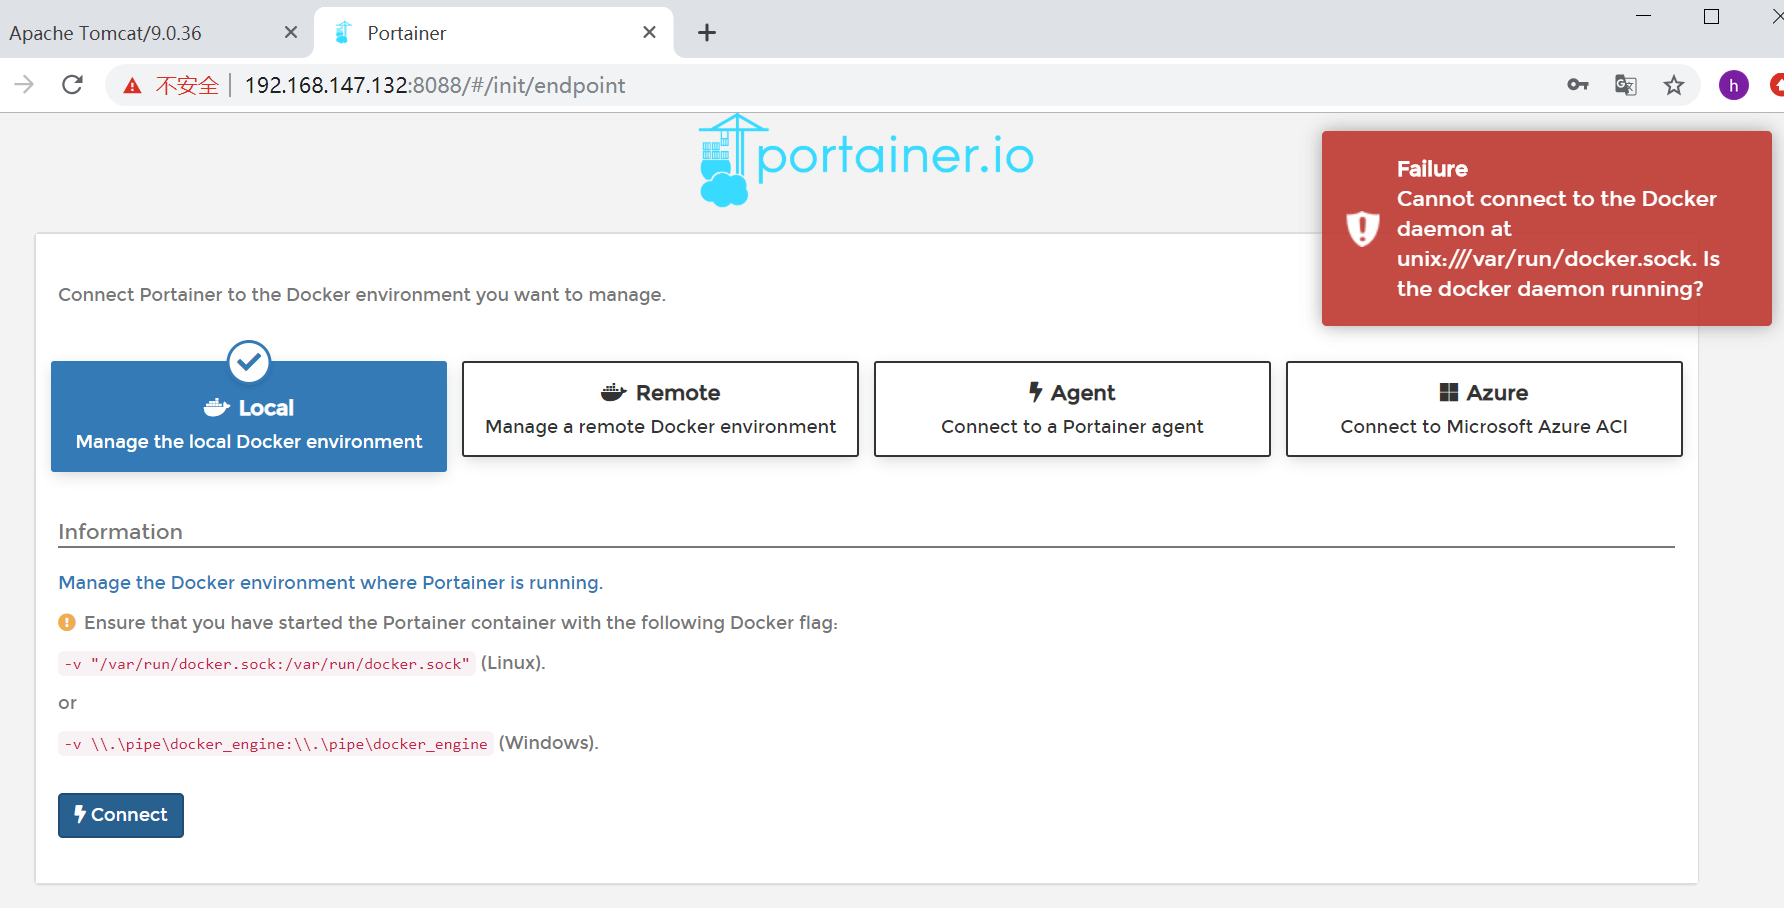 Apache Tomcat/9.0.36
Portainer
不安全 192.168.147.132:8088/#/init/endpoint
h
portainer.io
Failure
Cannot connect to the Docker
daemon at
unix:///var/run/docker.sock. Is
the docker daemon running?
Connect Portainer to the Docker environment you want to manage.
Local
Manage the local Docker environment
Remote
Manage a remote Docker environment
Agent
Connect to a Portainer agent
Azure
Connect to Microsoft Azure ACI
Information
Manage the Docker environment where Portainer is running.
Ensure that you have started the Portainer container with the following Docker flag:
-v "/var/run/docker.sock:/var/run/docker.sock" (Linux).
or
-v \\.\pipe\docker_engine:\\.\pipe\docker_engine (Windows).
Connect